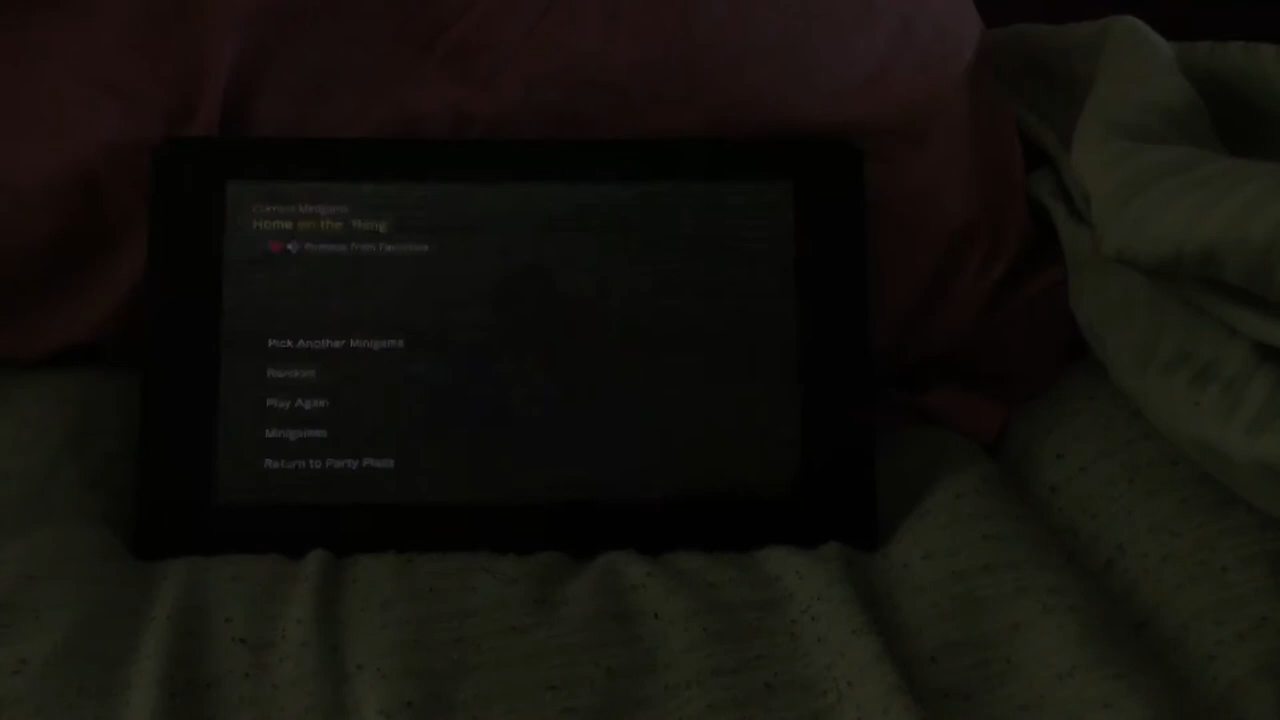 Current Minigame
Home on the Rang
Remove from Favorites
Pick Another Minigame
Random
Play Again
Minigames
Return to Party Plaza